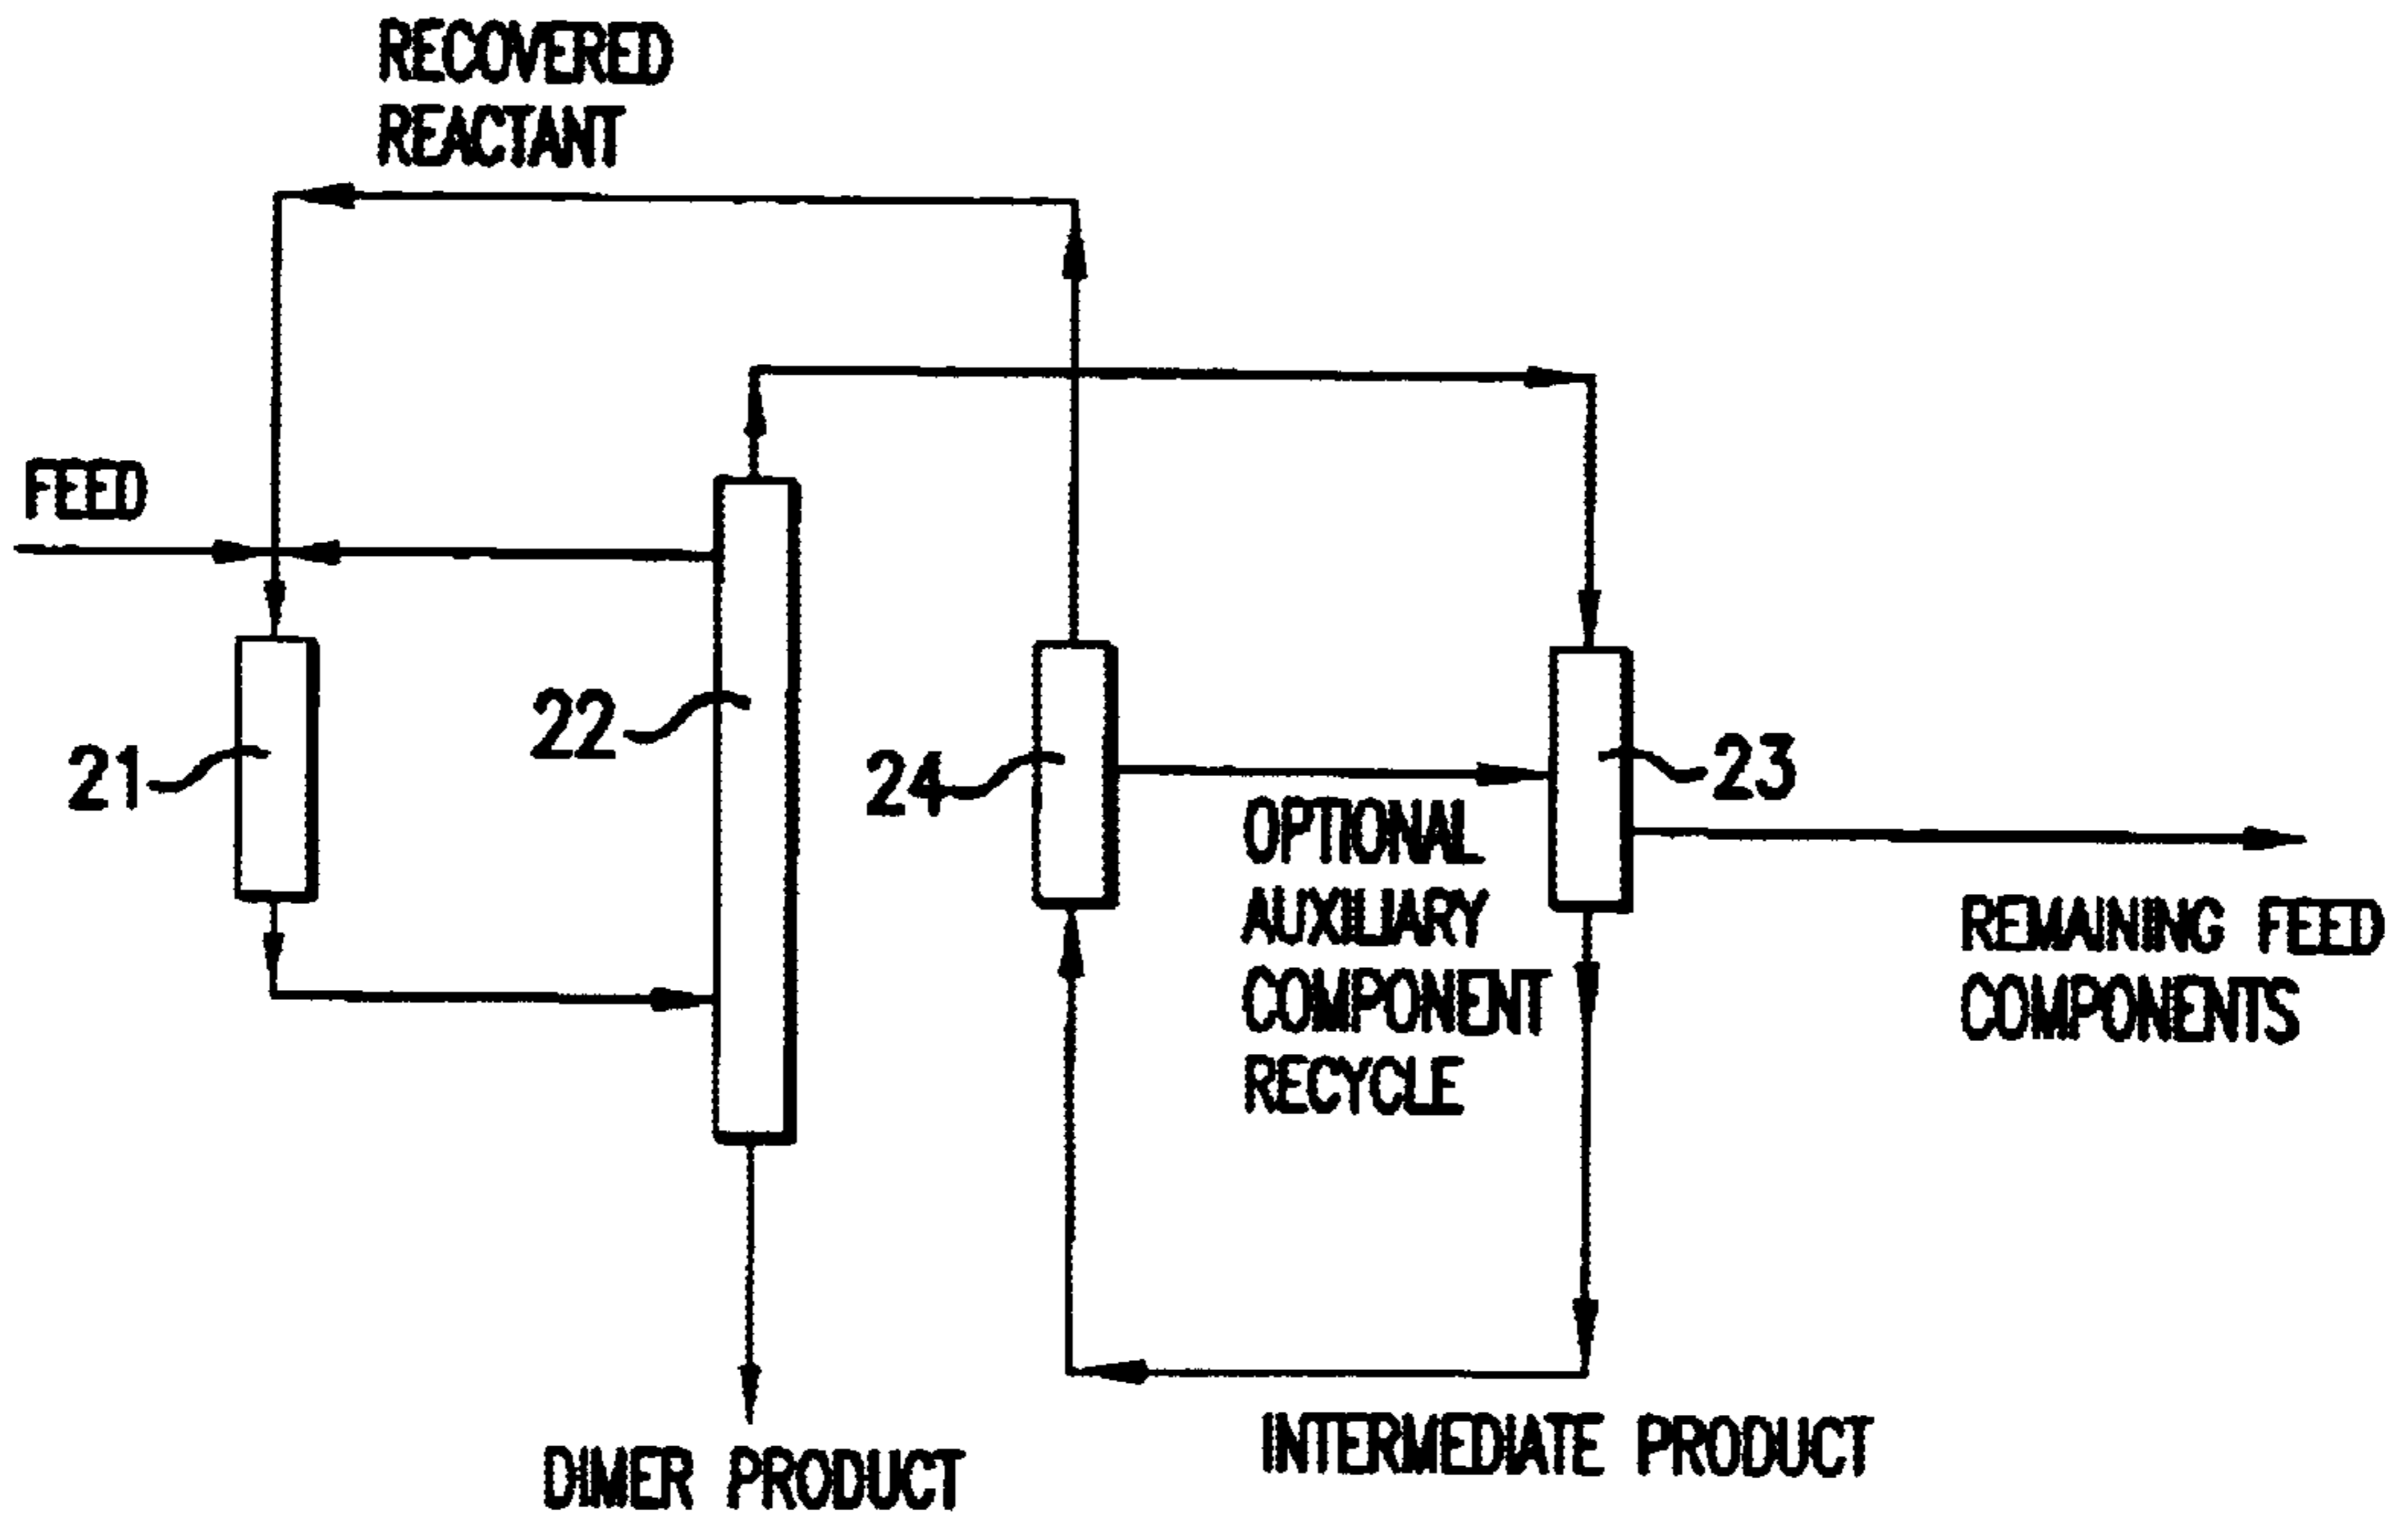 RECOVERED
REACTANT
FEED
21
22
24
23
OPTIONAL
AUXILIARY
COMPONENT
RECYCLE
REMAINING FEED
COMPONENTS
INTERMEDIATE PRODUCT
DIMER PRODUCT